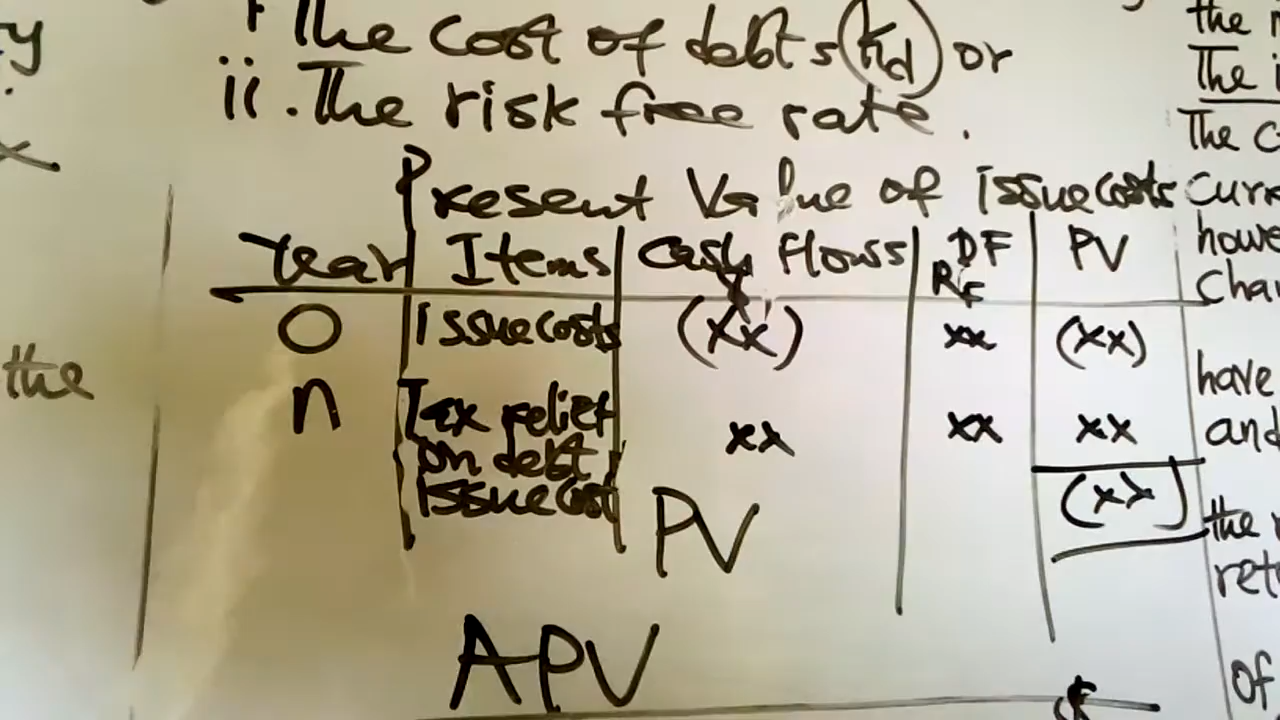 i The cost of debts (Kd) or
ii. The risk free rate.
Present Value of issue costs
Year Items Cash flows DF RF PV
0 issue costs (xx) xx (xx)
n Tax relief xx xx xx
on debt
issue cost (xx)
PV
APV
$
the
the
The
The
curr
howe
Chan
have
and
the
ret
of